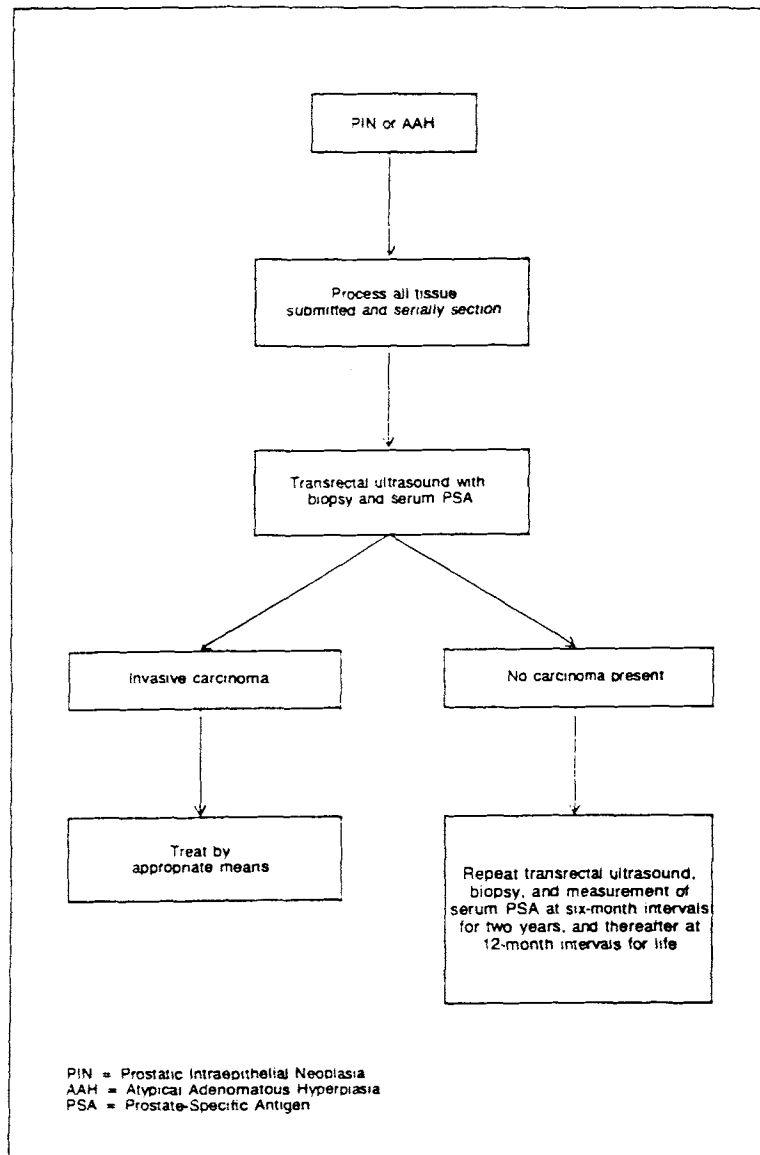 PIN or AAH
Process all tissue
submitted and serially section
Transrectal ultrasound with
biopsy and serum PSA
Invasive carcinoma
No carcinoma present
Treat by
appropriate means
Repeat transrectal ultrasound,
biopsy, and measurement of
serum PSA at six-month intervals
for two years, and thereafter at
12-month intervals for life
PIN = Prostatic Intraepithelial Neoplasia
AAH = Atypical Adenomatous Hyperplasia
PSA = Prostate-Specific Antigen